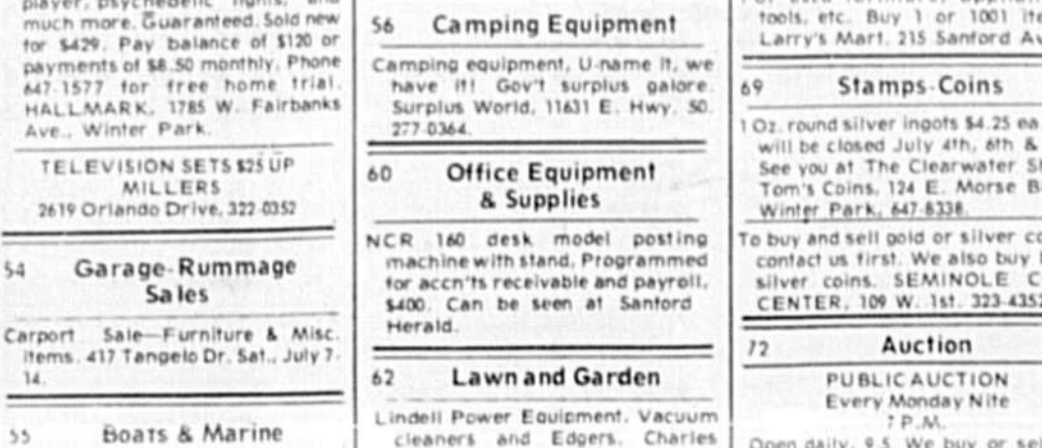 player, psychedelic lights, and
much more. Guaranteed. Sold new
for $429. Pay balance of $120 or
payments of $8.50 monthly. Phone
647-1577 for free home trial.
HALLMARK, 1785 W. Fairbanks
Ave., Winter Park.
TELEVISION SETS $25 UP
MILLERS
2619 Orlando Drive, 322-0352
54 Garage-Rummage
Sales
Carport Sale—Furniture & Misc.
items. 417 Tangelo Dr. Sat., July 7-
14.
55 Boats & Marine
56 Camping Equipment
Camping equipment, U-name it, we
have it! Gov't surplus galore.
Surplus World, 11631 E. Hwy. 50.
277-0364.
60 Office Equipment
& Supplies
NCR 160 desk model posting
machine with stand. Programmed
for accn'ts receivable and payroll.
$400. Can be seen at Sanford
Herald.
62 Lawn and Garden
Lindell Power Equipment. Vacuum
cleaners and Edgers. Charles
tools, etc. Buy 1 or 1001
Larry's Mart. 215 Sanford
69 Stamps-Coins
1 Oz. round silver ingots $4.25 ea
will be closed July 4th, 6th &
See you at The Clearwater
Tom's Coins, 124 E. Morse
Winter Park, 647-8338.
To buy and sell gold or silver
contact us first. We also buy
silver coins. SEMINOLE
CENTER, 109 W. 1st. 323-4352
72 Auction
PUBLIC AUCTION
Every Monday Nite
7 P.M.
Open daily, 9-5. We buy or